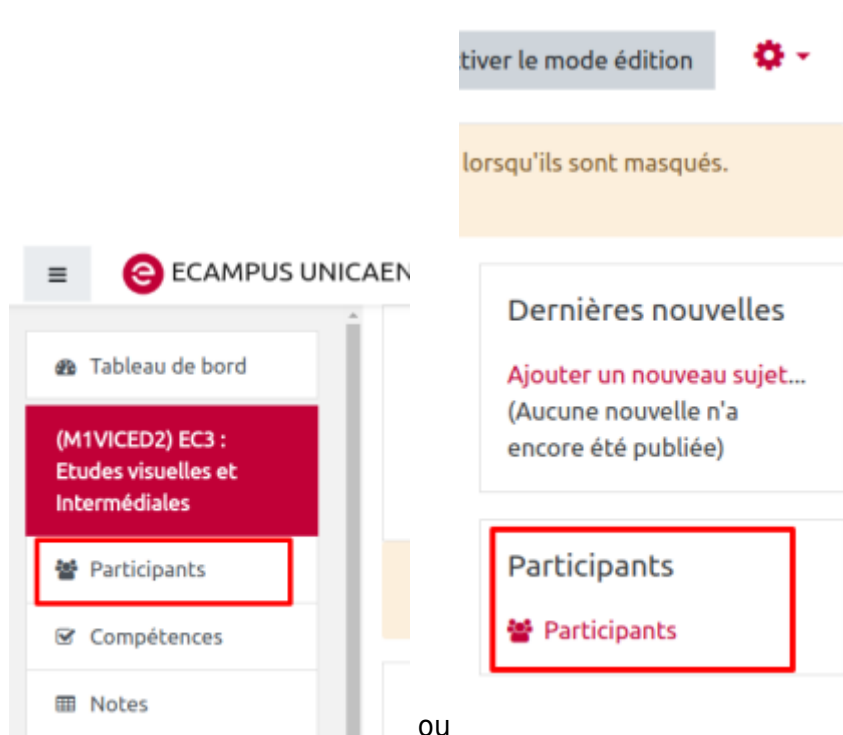 ECAMPUS UNICAEN
Tableau de bord
(M1VICED2) EC3 :
Etudes visuelles et
Intermédiales
Participants
Compétences
Notes
ou
tiver le mode édition
lorsqu'ils sont masqués.
Dernières nouvelles
Ajouter un nouveau sujet...
(Aucune nouvelle n'a
encore été publiée)
Participants
Participants